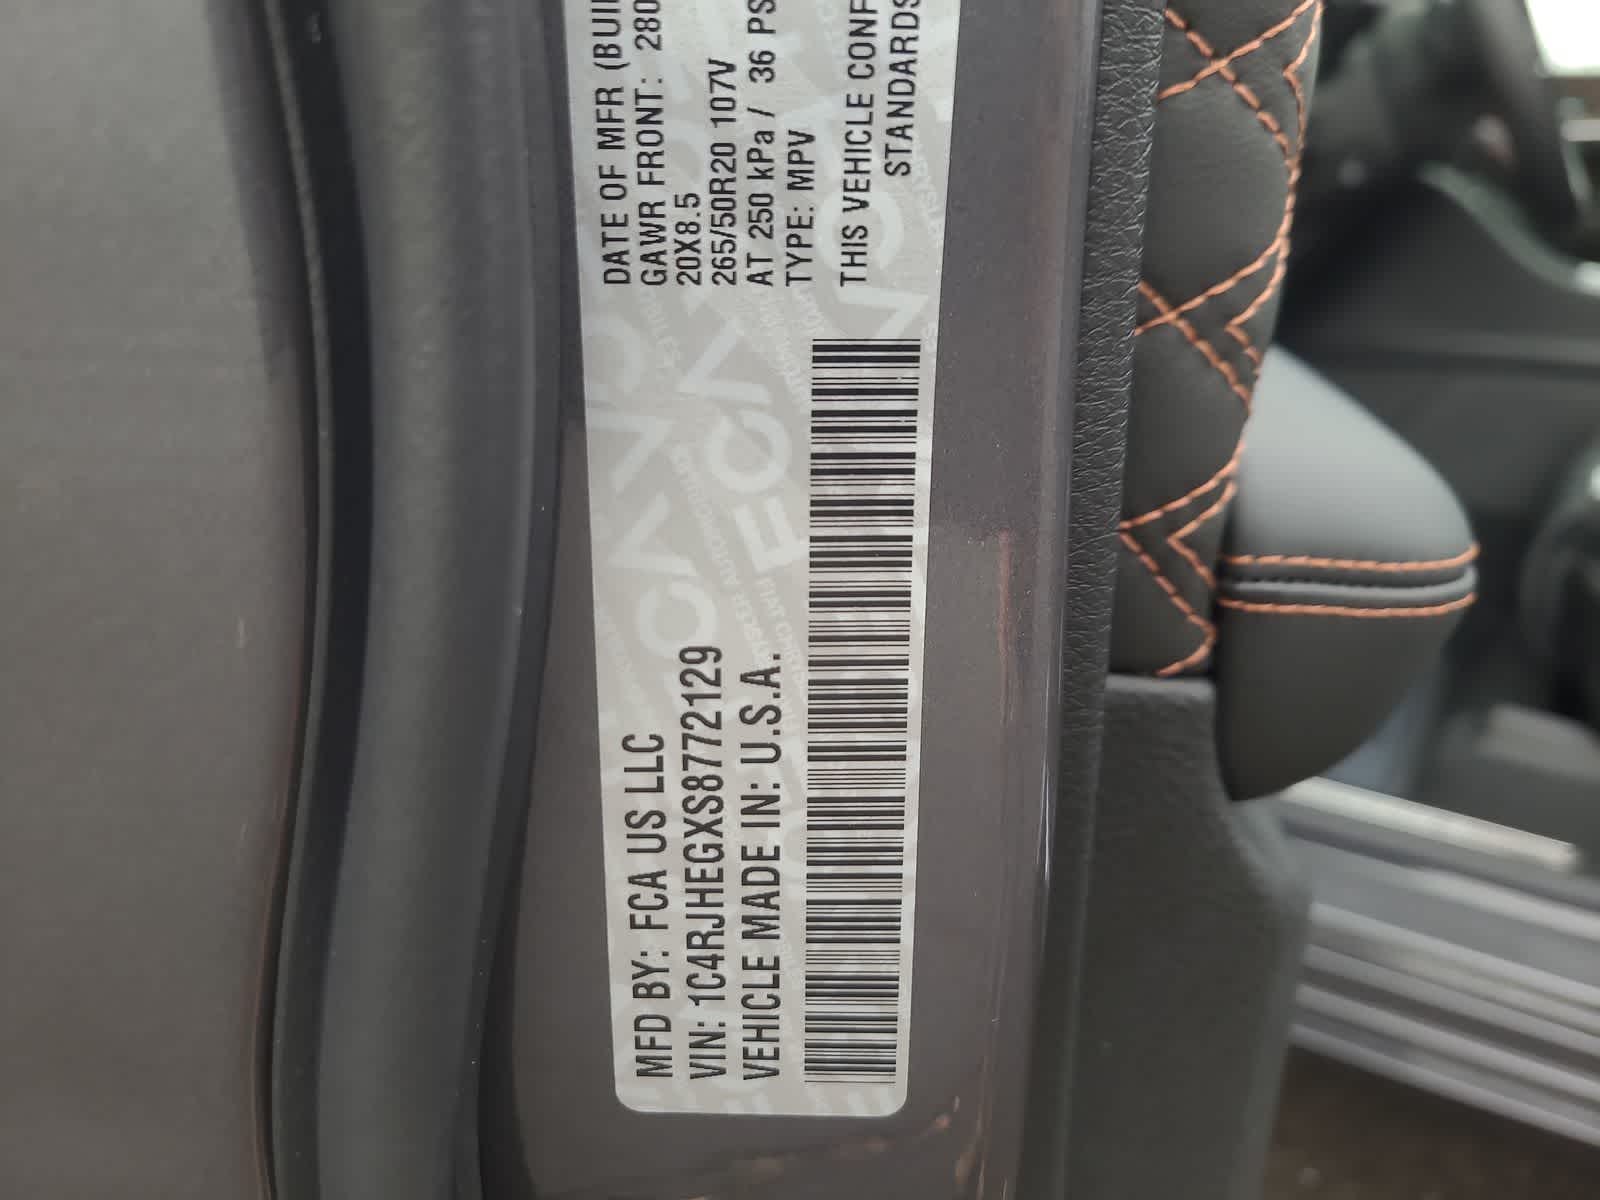 MFD BY: FCA US LLC
VIN: 1C4RJHEGXS8772129
VEHICLE MADE IN: U.S.A.
DATE OF MFR (BUI
GAWR FRONT: 280
20X8.5
265/50R20 107V
AT 250 kPa / 36 PS
TYPE: MPV
THIS VEHICLE CONF
STANDARDS